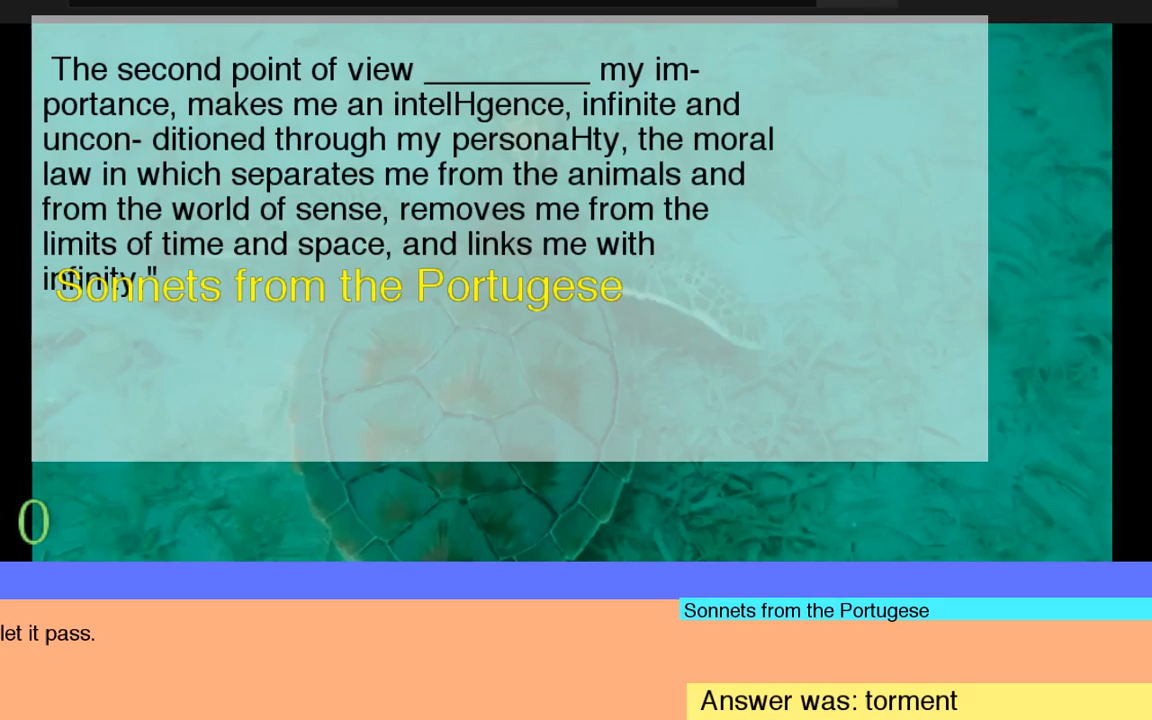 The second point of view _________ my im-
portance, makes me an intelHgence, infinite and
uncon- ditioned through my personaHty, the moral
law in which separates me from the animals and
from the world of sense, removes me from the
limits of time and space, and links me with
infinity."
Sonnets from the Portugese
0
Sonnets from the Portugese
let it pass.
Answer was: torment